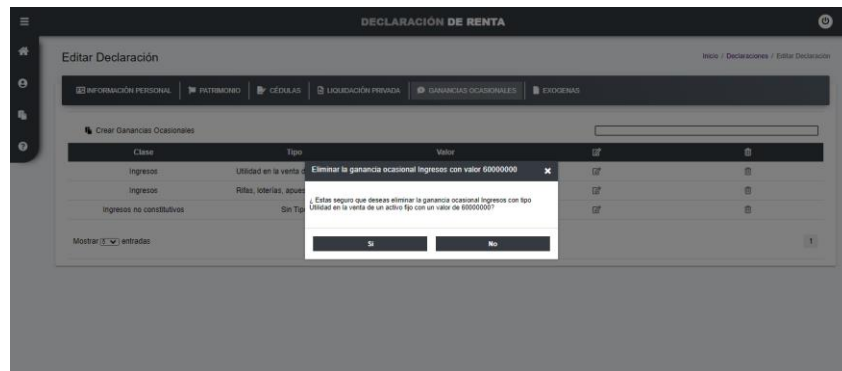 DECLARACIÓN DE RENTA
Editar Declaración
Inicio / Declaraciones / Editar Declaración
INFORMACIÓN PERSONAL
PATRIMONIO
CÉDULAS
LIQUIDACIÓN PRIVADA
GANANCIAS OCASIONALES
EXOGENAS
Crear Ganancias Ocasionales
Clase Tipo Valor
Ingresos Utilidad en la venta d
Ingresos Rifas, loterías, apues
Ingresos no constitutivos Sin Tip
Eliminar la ganancia ocasional Ingresos con valor 60000000
¿ Estas seguro que deseas eliminar la ganancia ocasional Ingresos con tipo
Utilidad en la venta de un activo fijo con un valor de 60000000?
Si No
Mostrar 5 entradas
1